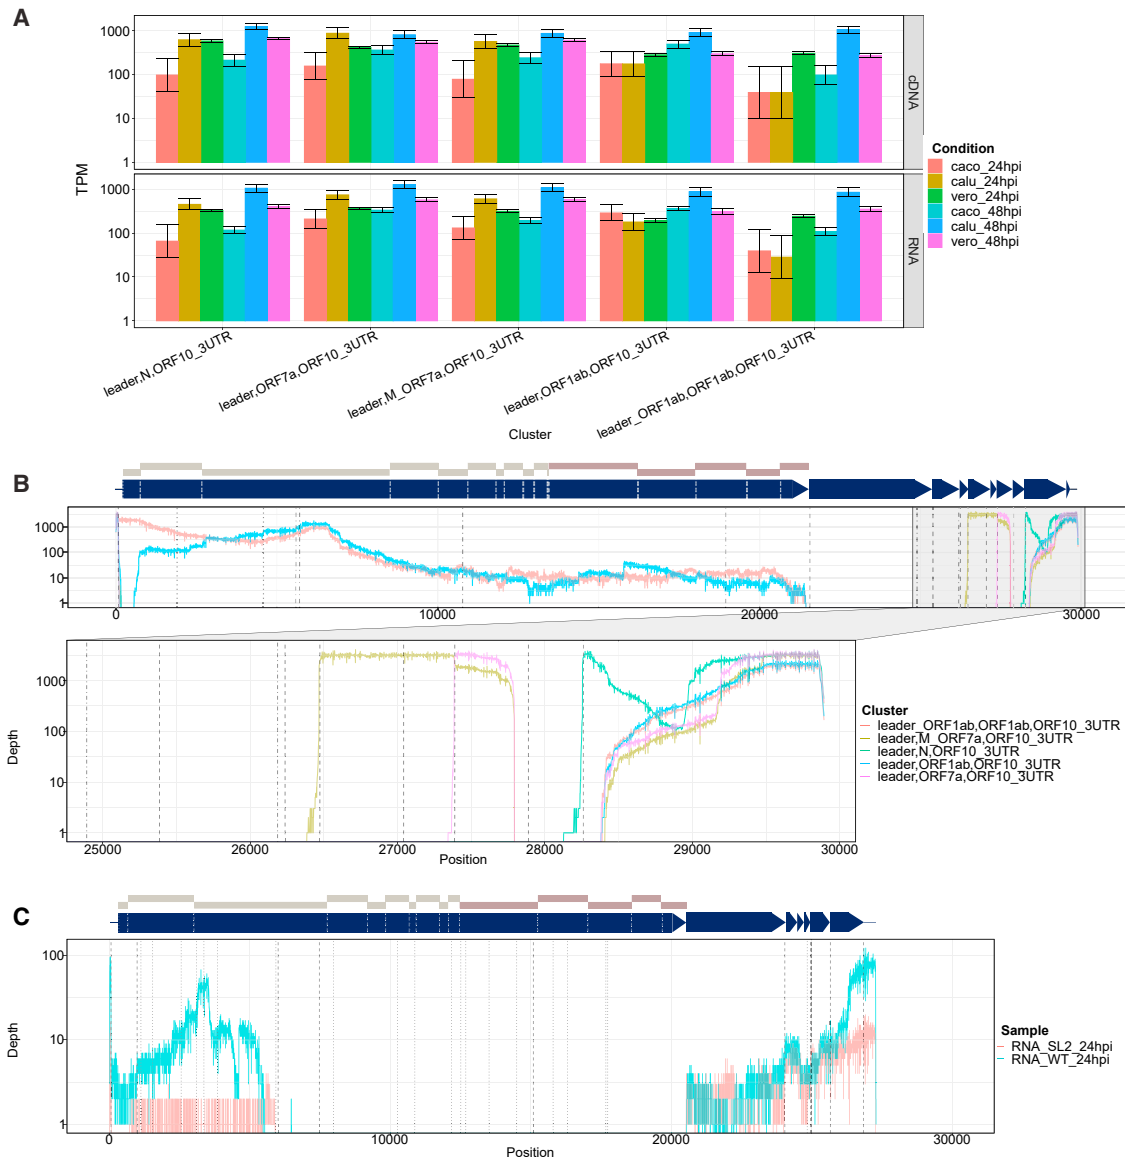 A
1000
100
10
1
cDNA
TPM
1000
100
10
1
RNA
leader,N,ORF10_3UTR
leader,ORF7a,ORF10_3UTR
leader,M_ORF7a,ORF10_3UTR
leader,ORF1ab,ORF10_3UTR
leader_ORF1ab,ORF1ab,ORF10_3UTR
Cluster
Condition
caco_24hpi
calu_24hpi
vero_24hpi
caco_48hpi
calu_48hpi
vero_48hpi
B
1000
100
10
1
0 10000 20000 30000
1000
100
10
1
Depth
25000 26000 27000 28000 29000 30000
Position
Cluster
leader_ORF1ab,ORF1ab,ORF10_3UTR
leader,M_ORF7a,ORF10_3UTR
leader,N,ORF10_3UTR
leader,ORF1ab,ORF10_3UTR
leader,ORF7a,ORF10_3UTR
C
100
10
1
Depth
0 10000 20000 30000
Position
Sample
RNA_SL2_24hpi
RNA_WT_24hpi